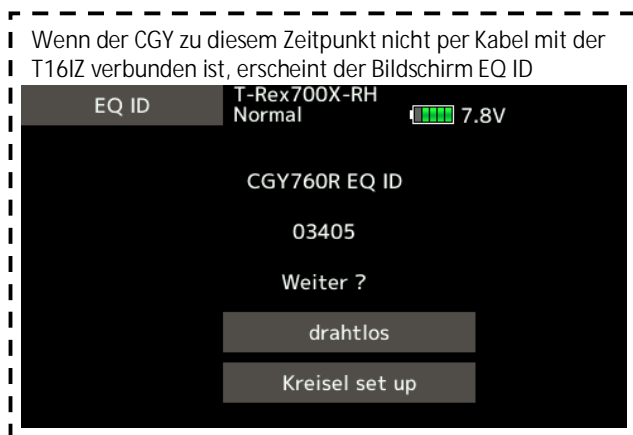 Wenn der CGY zu diesem Zeitpunkt nicht per Kabel mit der
T16IZ verbunden ist, erscheint der Bildschirm EQ ID
EQ ID
T-Rex700X-RH
Normal
7.8V
CGY760R EQ ID
03405
Weiter ?
drahtlos
Kreisel set up